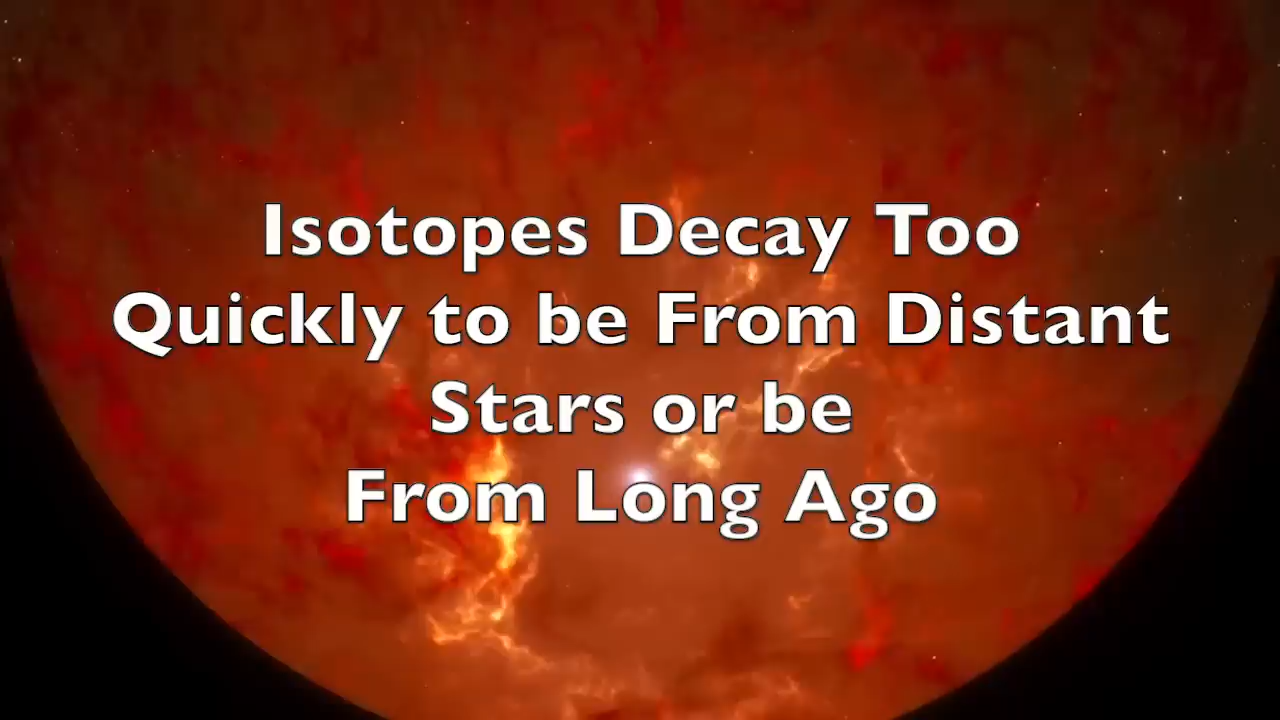 Isotopes Decay Too
Quickly to be From Distant
Stars or be
From Long Ago